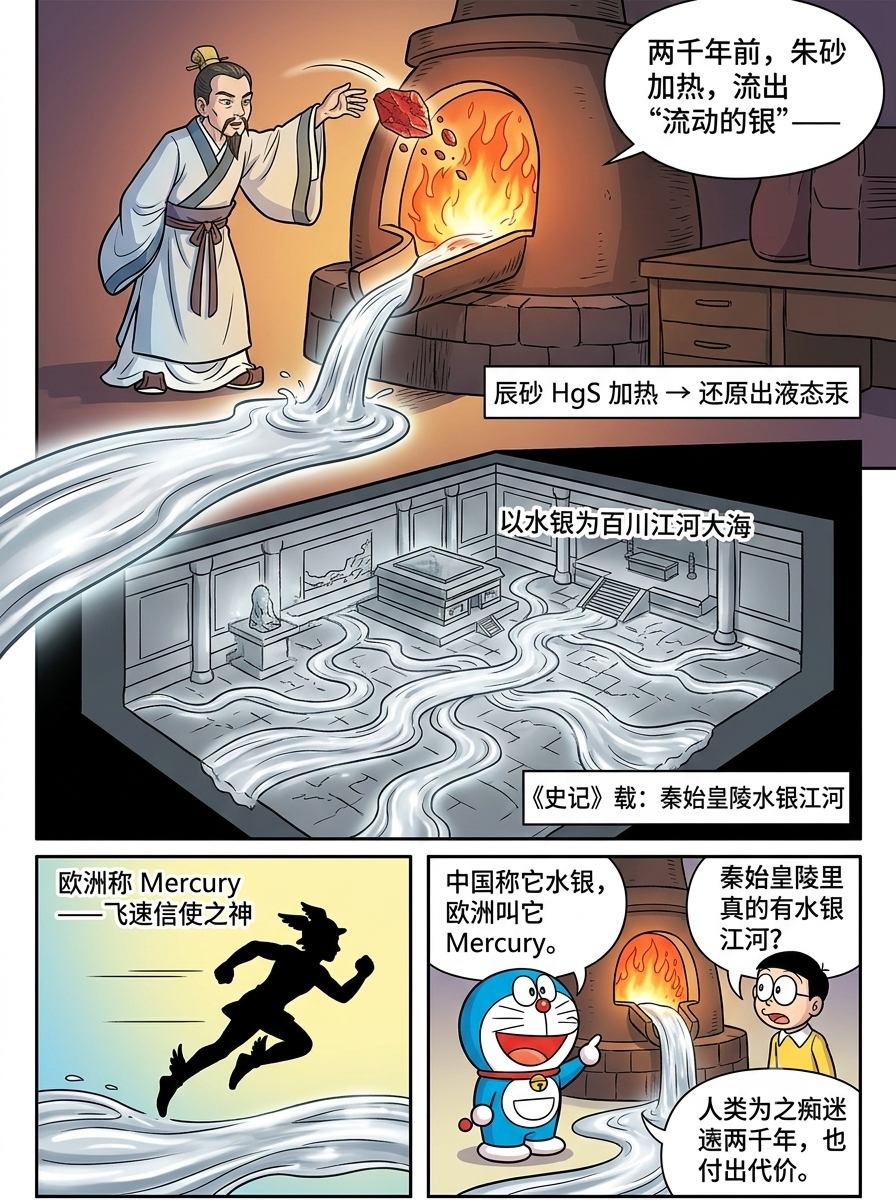 两千年前，朱砂
加热，流出
“流动的银”——
辰砂 HgS 加热 → 还原出液态汞
以水银为百川江河大海
《史记》载：秦始皇陵水银江河
欧洲称 Mercury
——飞速信使之神
中国称它水银，
欧洲叫它
Mercury。
秦始皇陵里
真的有水银
江河？
人类为之痴迷
逺两千年，也
付出代价。